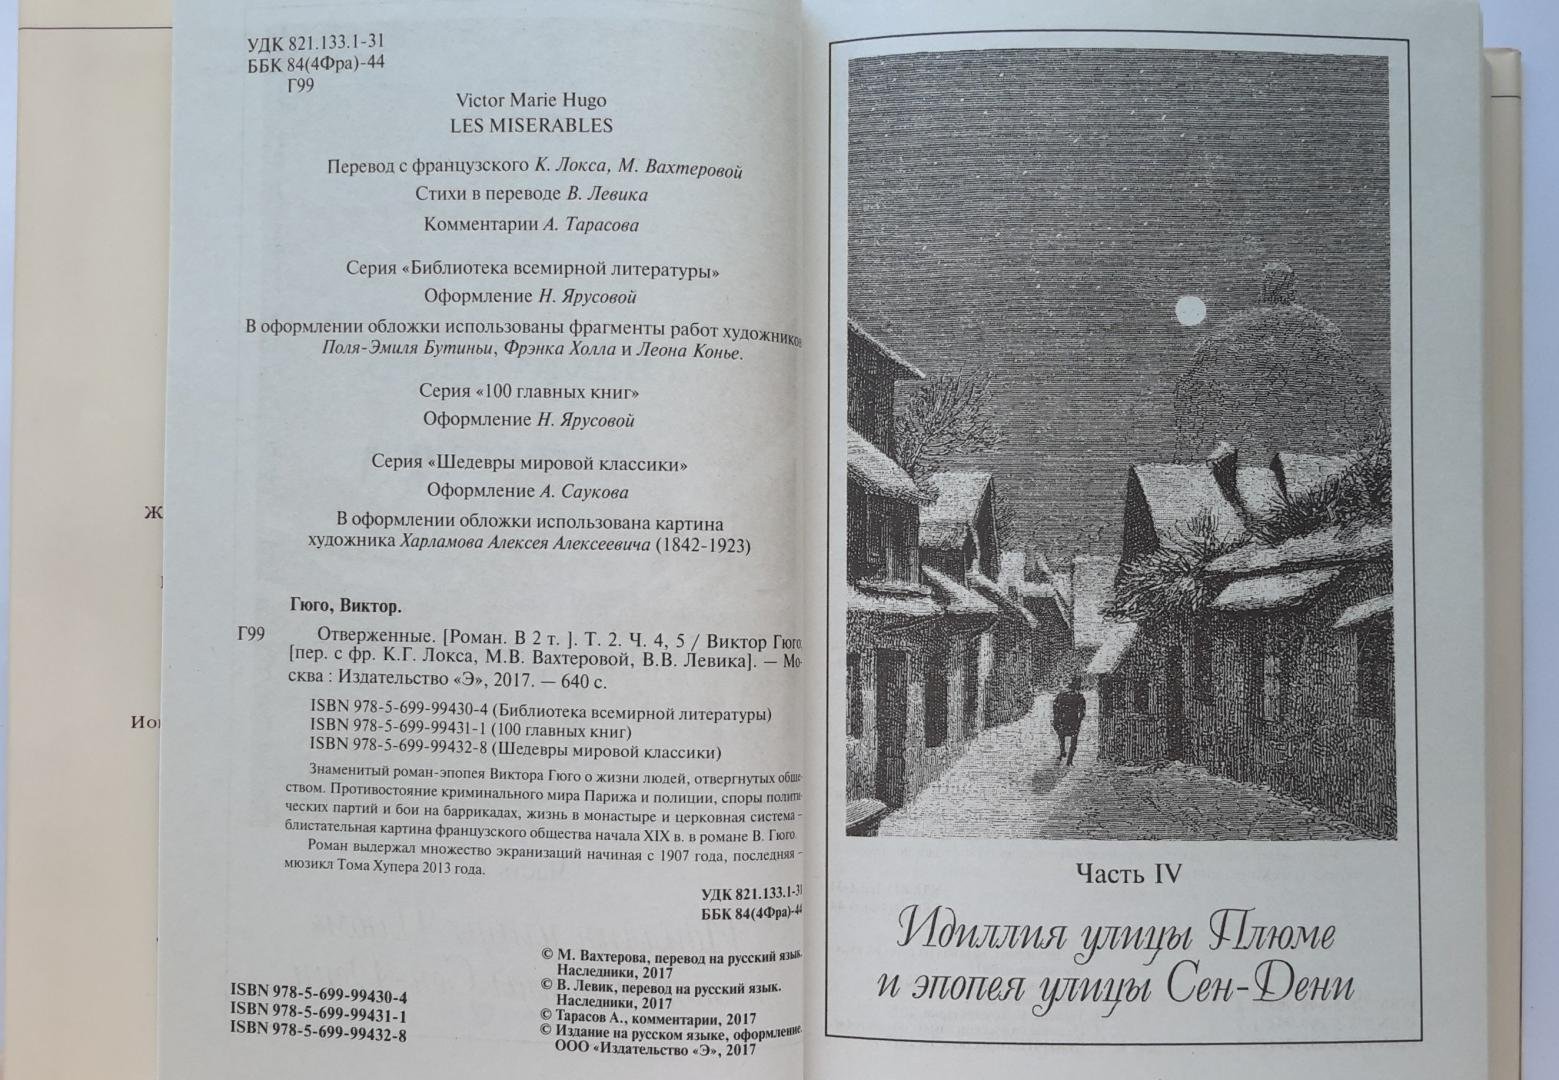 УДК 821.133.1-31
ББК 84(4Фра)-44
Г99
Victor Marie Hugo
LES MISERABLES
Перевод с французского К. Локса, М. Вахтеровой
Стихи в переводе В. Левика
Комментарии А. Тарасова
Серия «Библиотека всемирной литературы»
Оформление Н. Ярусовой
В оформлении обложки использованы фрагменты работ художников
Поля-Эмиля Бутиньи, Фрэнка Холла и Леона Конье.
Серия «100 главных книг»
Оформление Н. Ярусовой
Серия «Шедевры мировой классики»
Оформление А. Саукова
В оформлении обложки использована картина
художника Харламова Алексея Алексеевича (1842-1923)
Гюго, Виктор.
Г99 Отверженные. [Роман. В 2 т. ]. Т. 2. Ч. 4, 5 / Виктор Гюго
[пер. с фр. К.Г. Локса, М.В. Вахтеровой, В.В. Левика]. — Мо-
сква : Издательство «Э», 2017. — 640 с.
ISBN 978-5-699-99430-4 (Библиотека всемирной литературы)
ISBN 978-5-699-99431-1 (100 главных книг)
ISBN 978-5-699-99432-8 (Шедевры мировой классики)
Знаменитый роман-эпопея Виктора Гюго о жизни людей, отвергнутых обще-
ством. Противостояние криминального мира Парижа и полиции, споры полити-
ческих партий и бои на баррикадах, жизнь в монастыре и церковная система –
блистательная картина французского общества начала XIX в. в романе В. Гюго.
Роман выдержал множество экранизаций начиная с 1907 года, последняя –
мюзикл Тома Хупера 2013 года.
УДК 821.133.1-31
ББК 84(4Фра)-44
© М. Вахтерова, перевод на русский язык.
Наследники, 2017
© В. Левик, перевод на русский язык.
Наследники, 2017
© Тарасов А., комментарии, 2017
© Издание на русском языке, оформление.
ООО «Издательство «Э», 2017
ISBN 978-5-699-99430-4
ISBN 978-5-699-99431-1
ISBN 978-5-699-99432-8
Часть IV
Идиллия улицы Плюме
и эпопея улицы Сен-Дени